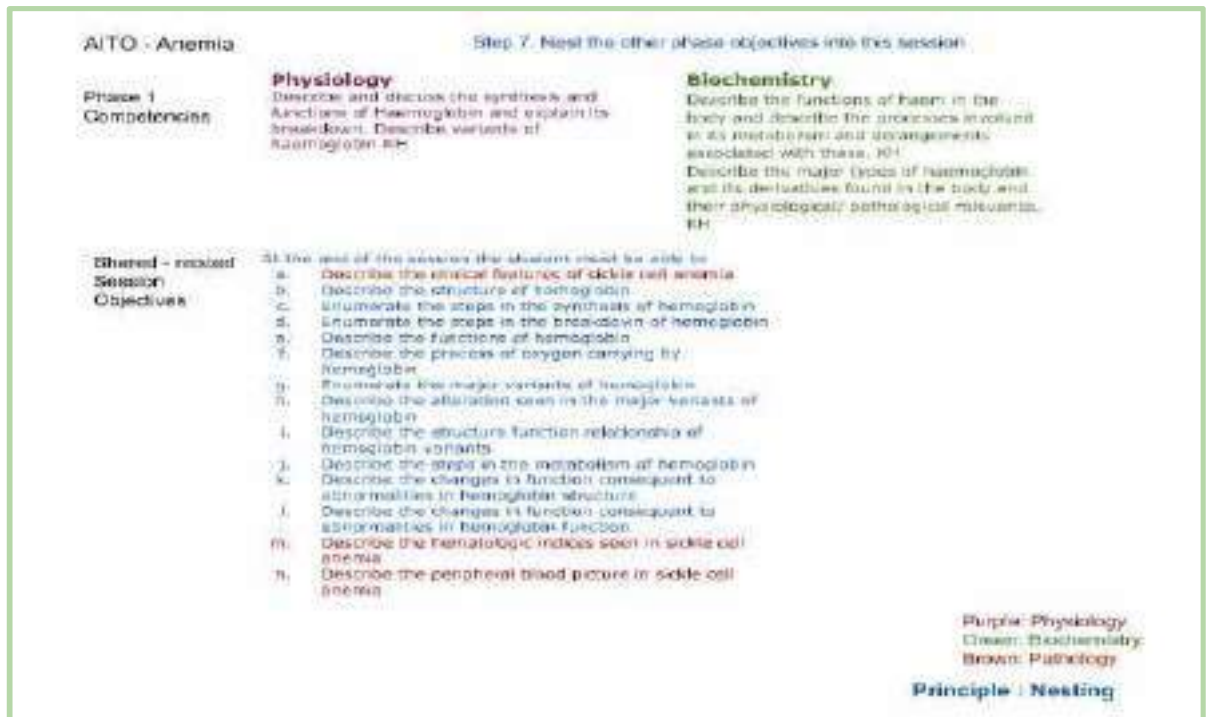 AITO - Anemia
Step 7. Nest the other phase objectives into this session
Phase 1
Competencies
Physiology
Describe and discuss the synthesis and
functions of Haemoglobin and explain its
breakdown. Describe variants of
haemoglobin KH
Biochemistry
Describe the functions of haem in the
body and describe the processes involved
in its metabolism and derangements
associated with these. KH
Describe the major types of haemoglobin
and its derivatives found in the body and
their physiological/ pathological relevance.
KH
Shared -
Session
Objectives
At the end of the session the student must be able to
a. Describe the clinical features of sickle cell anemia
b. Describe the structure of hemoglobin
c. Enumerate the steps in the synthesis of hemoglobin
d. Enumerate the steps in the breakdown of hemoglobin
e. Describe the functions of hemoglobin
f. Describe the process of oxygen carrying by
hemoglobin
g. Enumerate the major variants of hemoglobin
h. Describe the alteration seen in the major variants of
hemoglobin
i. Describe the structure function relationship of
hemoglobin variants
j. Describe the steps in the metabolism of hemoglobin
k. Describe the changes in function consequent to
abnormalities in hemoglobin structure
l. Describe the changes in function consequent to
abnormalities in hemoglobin function
m. Describe the hematologic indices seen in sickle cell
anemia
n. Describe the peripheral blood picture in sickle cell
anemia
Purple: Physiology
Green: Biochemistry
Brown: Pathology
Principle : Nesting